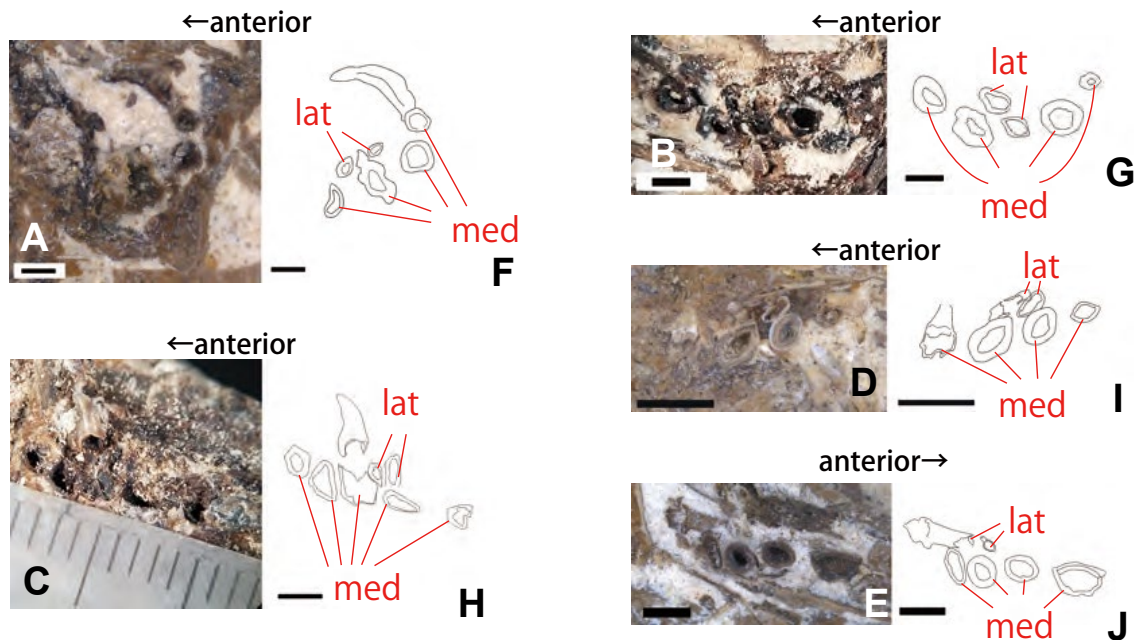 ←anterior
A
lat
med
F
←anterior
B
lat
med
G
←anterior
D
lat
med
I
←anterior
C
lat
med
H
anterior→
E
lat
med
J